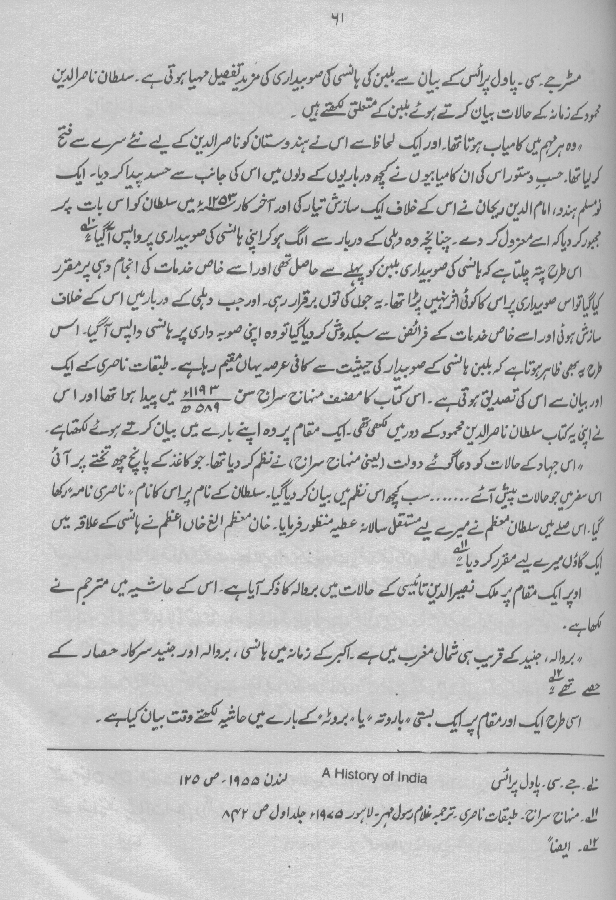 ۶۱
مسٹر جے۔سی۔ پاول پرائس کے بیان سے بلبن کی ہانسی کی صوبیداری کی مزید تفصیل مہیا ہوتی ہے۔ سلطان ناصرالدین
محمود کے زمانہ کے حالات بیان کرتے ہوئے بلبن کے متعلق لکھتے ہیں۔
"وہ ہر مہم میں کامیاب ہوتا تھا۔ اور ایک لحاظ سے اس نے ہندوستان کو ناصرالدین کے لیے نئے سرے سے فتح
کر لیا تھا۔ حسب دستور اس کی ان کامیابیوں نے کچھ درباریوں کے دلوں میں اس کی جانب سے حسد پیدا کر دیا۔ ایک
نو مسلم ہندو، امام الدین ریحان نے اس کے خلاف ایک سازش تیار کی اور آخر کار ۱۲۵۳ء میں سلطان کو اس بات پر
مجبور کر دیا کہ اسے معزول کر دے۔ چنانچہ وہ دہلی کے دربار سے الگ ہو کر اپنی ہانسی کی صوبیداری پر واپس آ گیا"۱۰
اس طرح پتہ چلتا ہے کہ ہانسی کی صوبیداری بلبن کو پہلے سے حاصل تھی اور اسے خاص خدمات کی انجام دہی پر مقرر
کیا گیا تو اس صوبیداری پر اس کا کوئی اثر نہیں پڑا تھا۔ یہ جوں کی توں برقرار رہی۔ اور جب دہلی کے دربار میں اس کے خلاف
سازش ہوئی اور اسے خاص خدمات کے فرائض سے سبکدوش کر دیا گیا تو وہ اپنی صوبہ داری پر ہانسی واپس آ گیا۔ اس
طرح یہ بھی ظاہر ہوتا ہے کہ بلبن ہانسی کے صوبیدار کی حیثیت سے کافی عرصہ یہاں مقیم رہا ہے۔ طبقات ناصری کے ایک
اور بیان سے اس کی تصدیق ہوتی ہے۔ اس کتاب کا مصنف منہاج سراج سن ۱۱۹۳ء / ۵۸۹ھ میں پیدا ہوا تھا اور اس
نے اپنی یہ کتاب سلطان ناصرالدین محمود کے دور میں لکھی تھی۔ ایک مقام پر وہ اپنے بارے میں بیان کرتے ہوئے لکھتا ہے۔
"اس جہاد کے حالات کو دعا گوئے دولت (یعنی منہاج سراج) نے نظم کر دیا تھا۔ جو کاغذ کے پانچ چھ تختے پر آئی
اس سفر میں جو حالات پیش آئے ....... سب کچھ اس نظم میں بیان کر دیا گیا۔ سلطان کے نام پر اس کا نام "ناصری نامہ" رکھا
گیا۔ اس صلے میں سلطان معظم نے میرے لیے مستقل سالانہ عطیہ منظور فرمایا۔ خان معظم الغ خاں اعظم نے ہانسی کے علاقہ میں
ایک گاؤں میرے لیے مقرر کر دیا"۱۱
اوپر ایک مقام پر ملک نصیرالدین تائیسی کے حالات میں بروالہ کا ذکر آیا ہے۔ اس کے حاشیہ میں مترجم نے
لکھا ہے۔
"بروالہ، جنید کے قریب ہی شمال مغرب میں ہے۔ اکبر کے زمانہ میں ہانسی، بروالہ اور جنید سرکار حصار کے
حصے تھے"۱۲
اسی طرح ایک اور مقام پر ایک بستی "باروتہ" یا "بروٹہ" کے بارے میں حاشیہ لکھتے وقت بیان کیا ہے۔
۱۰۔ جے۔ سی۔ پاول پرائس A History of India لندن ۱۹۵۵ء ص ۱۲۵
۱۱۔ منہاج سراج۔ طبقات ناصری۔ ترجمہ غلام رسول مہر۔ لاہور ۱۹۷۵ء جلد اول ص ۸۴۲
۱۲۔ ایضاً